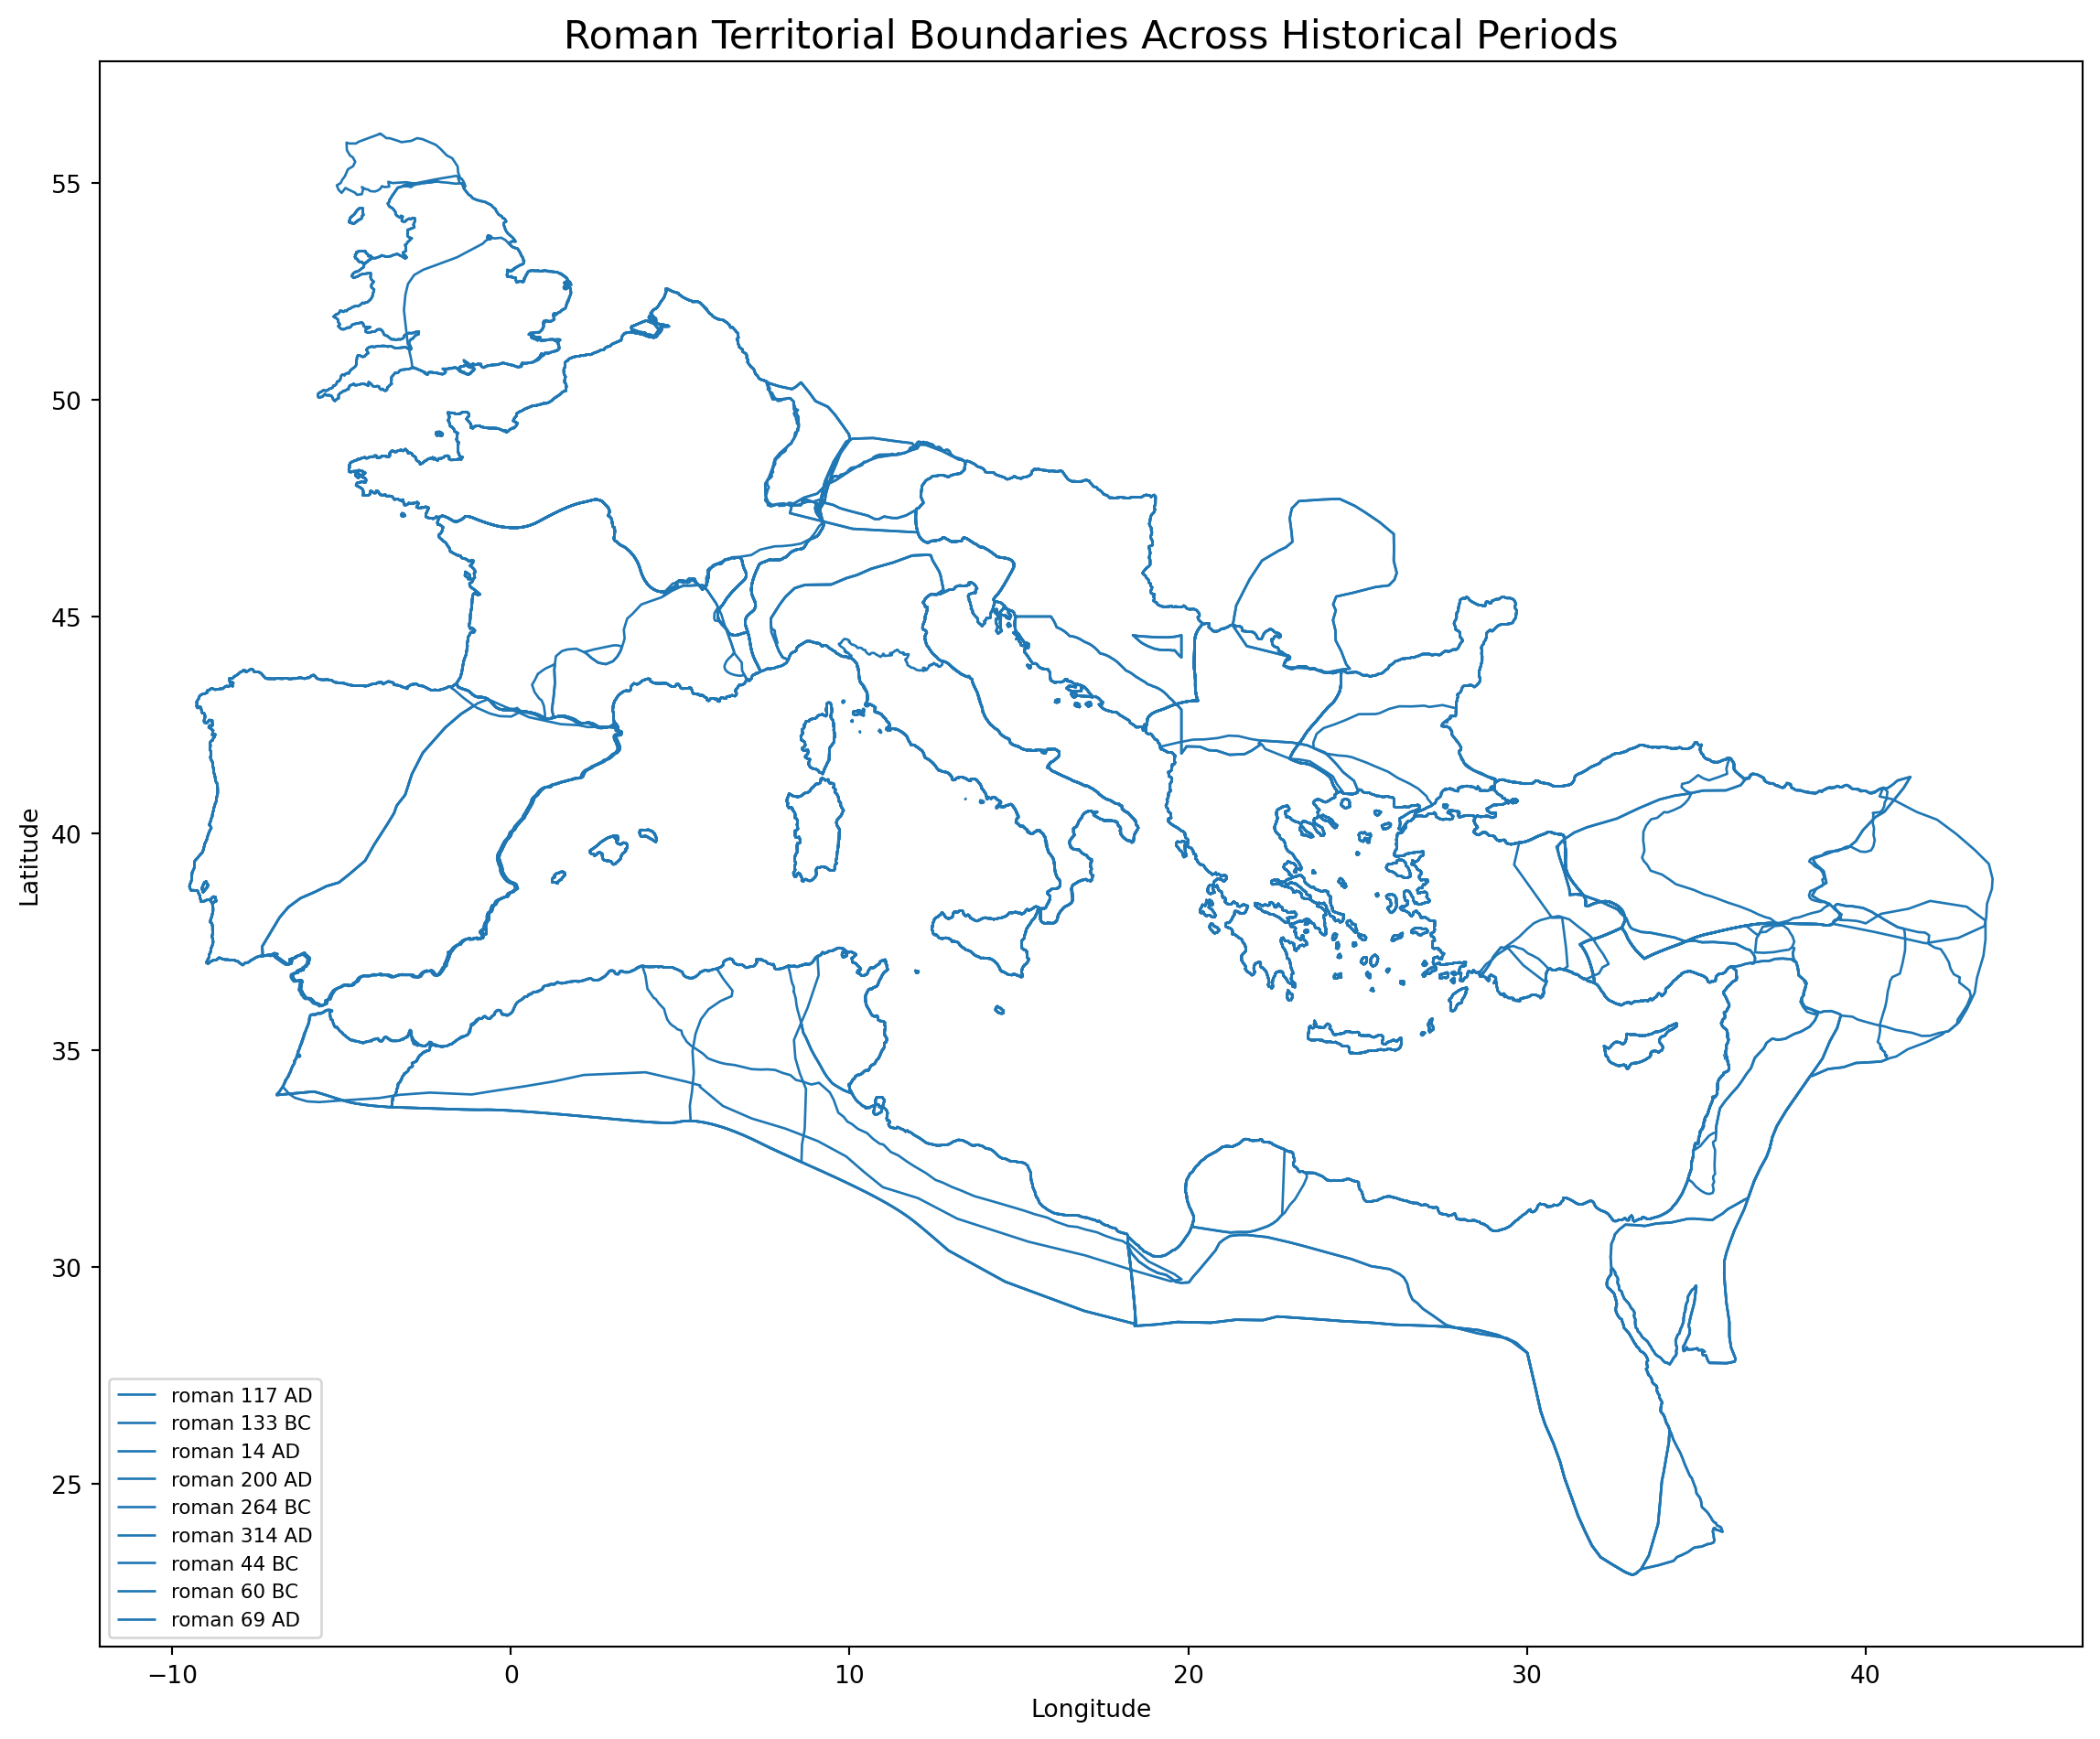 Roman Territorial Boundaries Across Historical Periods
55
50
45
40
35
30
25
Latitude
roman 117 AD
roman 133 BC
roman 14 AD
roman 200 AD
roman 264 BC
roman 314 AD
roman 44 BC
roman 60 BC
roman 69 AD
−10 0 10 20 30 40
Longitude